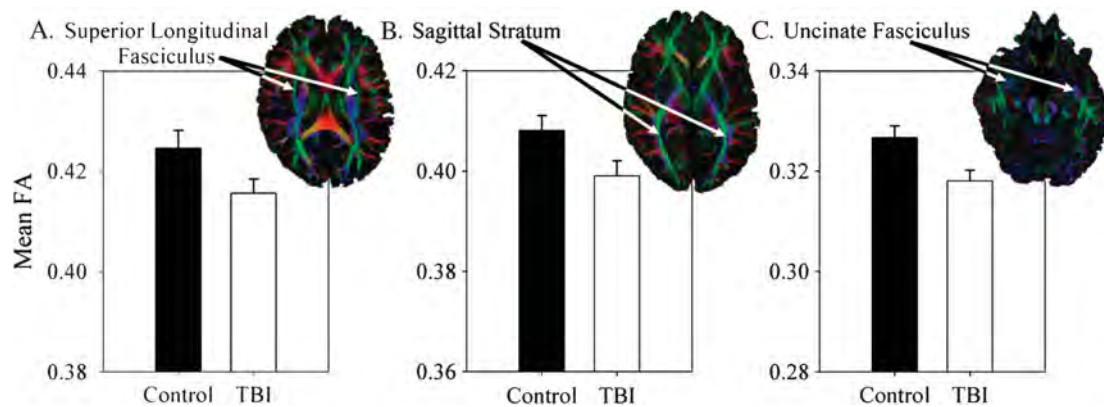 A. Superior Longitudinal
Fasciculus
B. Sagittal Stratum
C. Uncinate Fasciculus
Mean FA
0.44
0.42
0.40
0.38
Control TBI
0.42
0.40
0.38
0.36
Control TBI
0.34
0.32
0.30
0.28
Control TBI